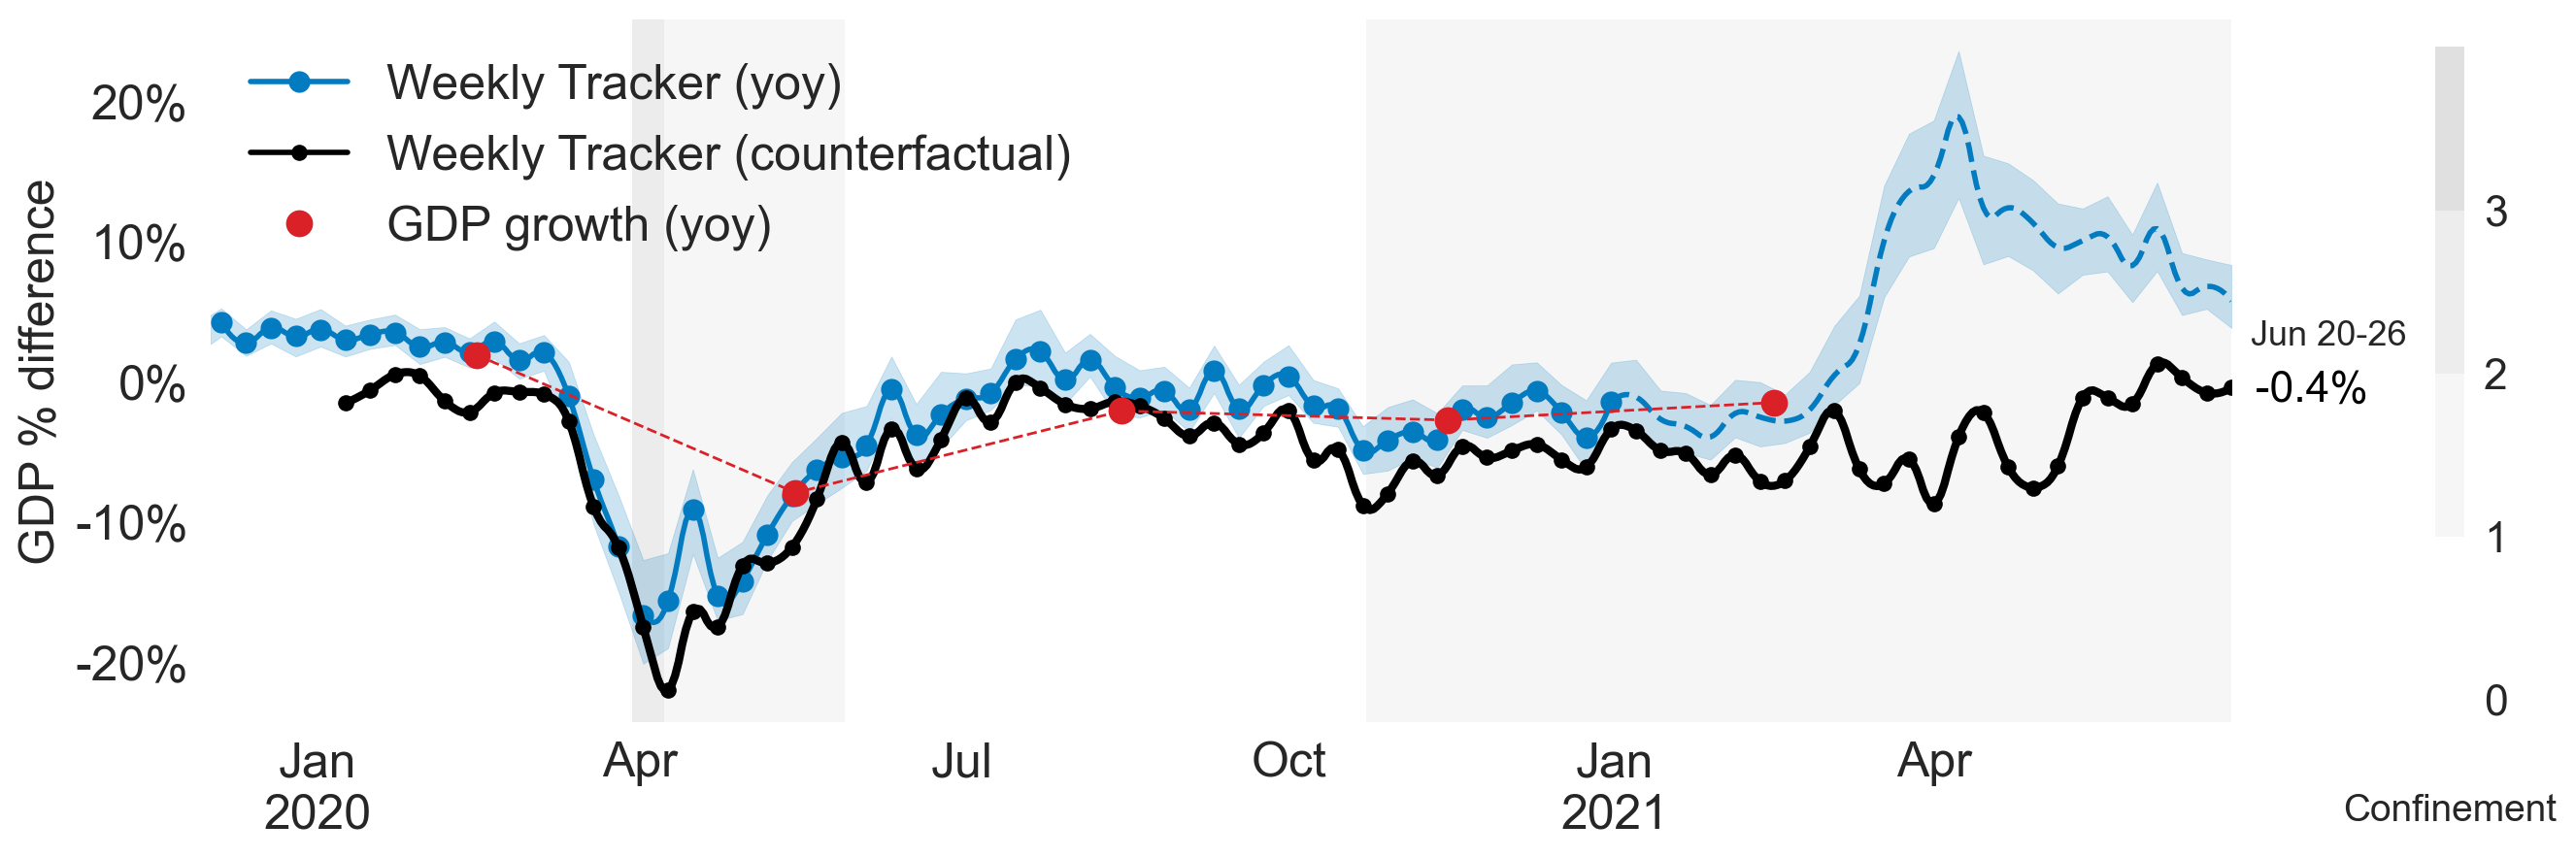 Weekly Tracker (yoy)
Weekly Tracker (counterfactual)
GDP growth (yoy)
GDP % difference
20%
10%
0%
-10%
-20%
Jan
2020
Apr
Jul
Oct
Jan
2021
Apr
Jun 20-26
-0.4%
3
2
1
0
Confinement